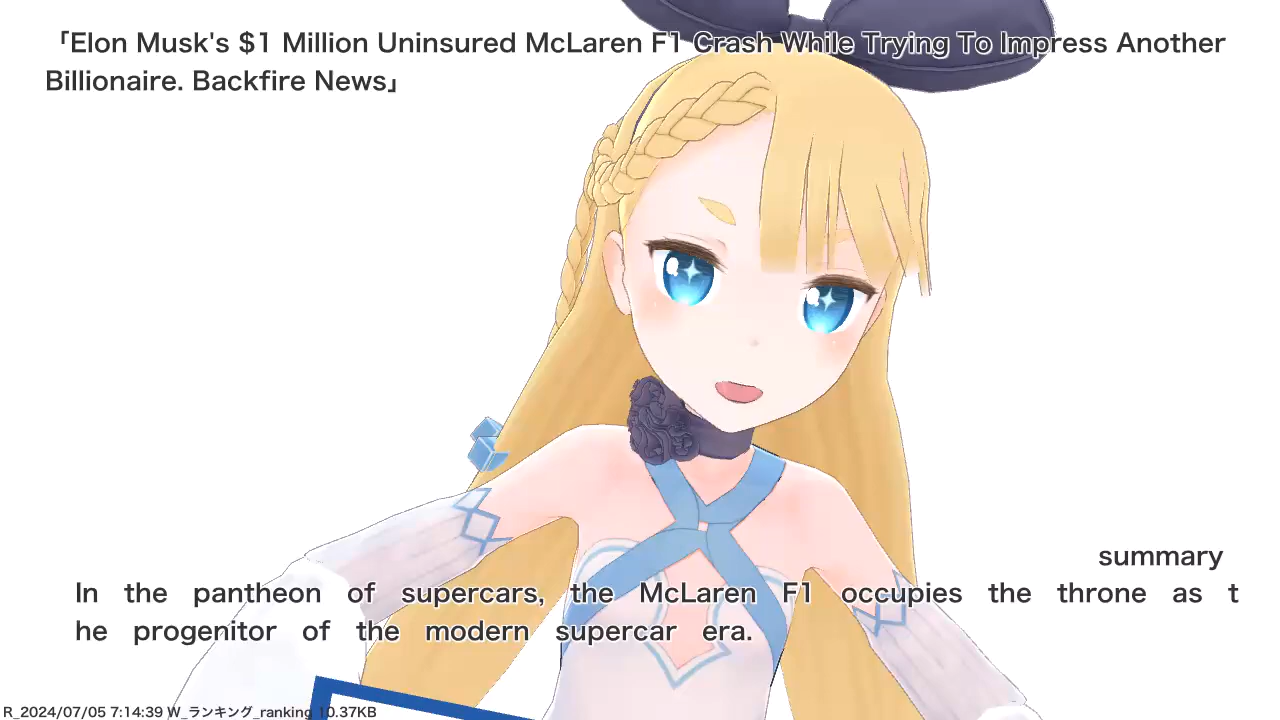 「Elon Musk's $1 Million Uninsured McLaren F1 Crash While Trying To Impress Another
Billionaire. Backfire News」
summary
In the pantheon of supercars, the McLaren F1 occupies the throne as t
he progenitor of the modern supercar era.
R_2024/07/05 7:14:39 W_ランキング_ranking 10.37KB